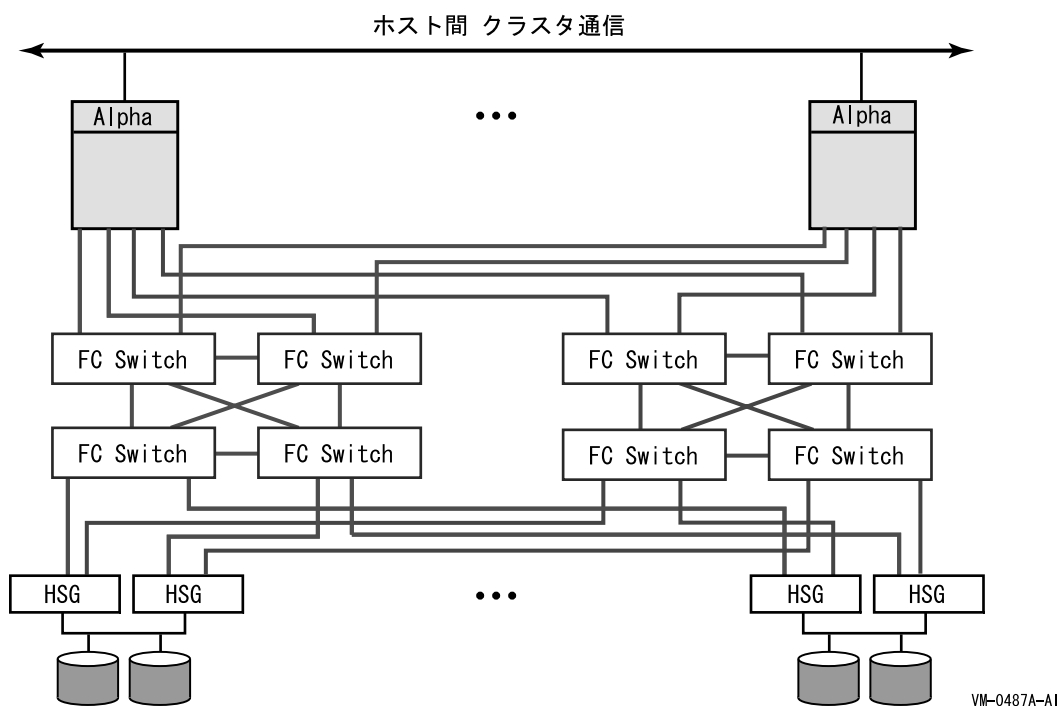 ホスト間 クラスタ通信
Alpha
Alpha
FC Switch
FC Switch
FC Switch
FC Switch
FC Switch
FC Switch
FC Switch
FC Switch
HSG
HSG
HSG
HSG
VM-0487A-AI